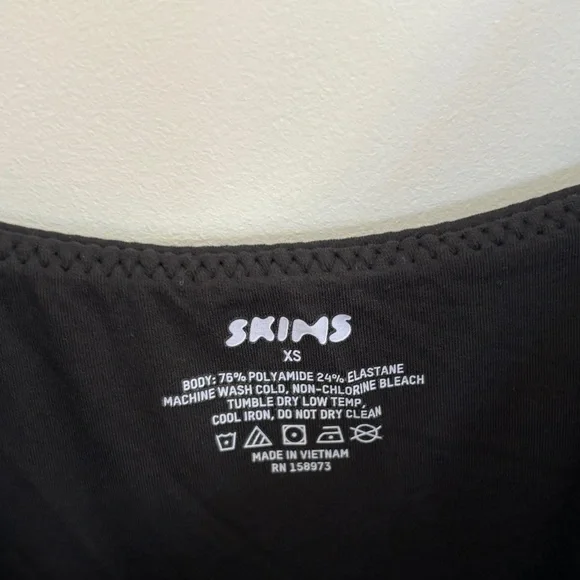 SKIMS
XS
BODY: 76% POLYAMIDE 24% ELASTANE
MACHINE WASH COLD, NON-CHLORINE BLEACH
TUMBLE DRY LOW TEMP,
COOL IRON, DO NOT DRY CLEAN
MADE IN VIETNAM
RN 158973